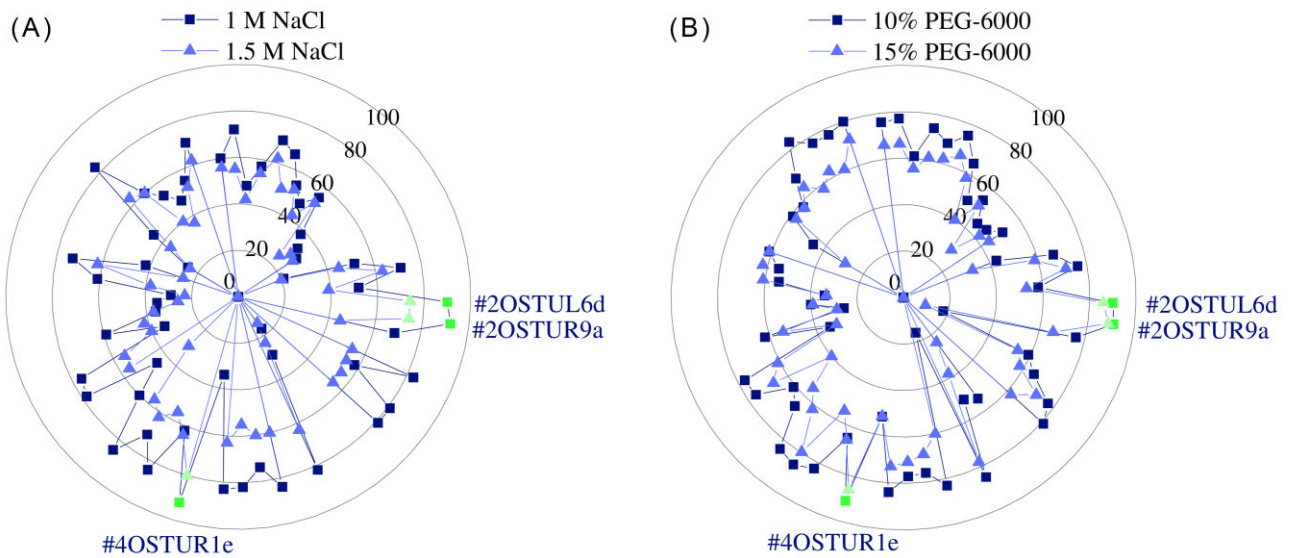 (A)
1 M NaCl
1.5 M NaCl
100
80
60
40
20
0
#2OSTUL6d
#2OSTUR9a
#4OSTUR1e
(B)
10% PEG-6000
15% PEG-6000
100
80
60
40
20
0
#2OSTUL6d
#2OSTUR9a
#4OSTUR1e